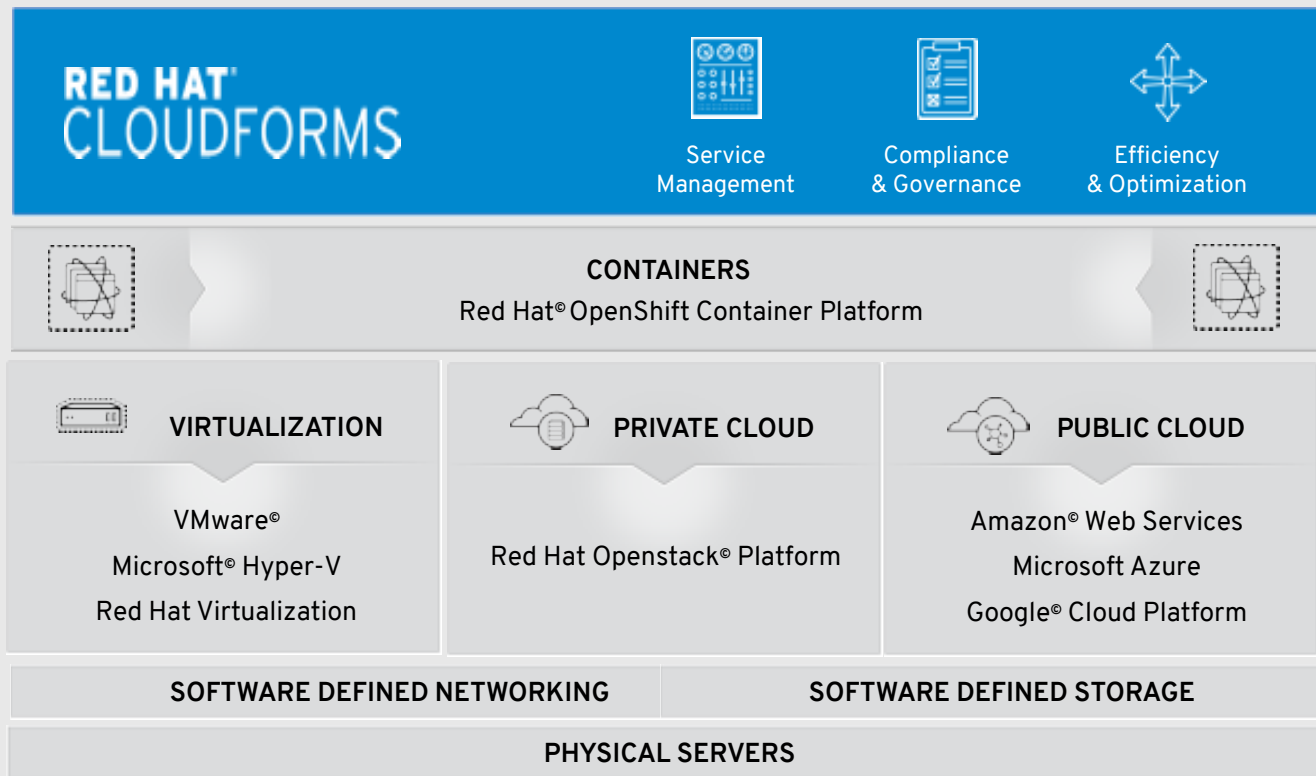 RED HAT®
CLOUDFORMS
Service
Management
Compliance
& Governance
Efficiency
& Optimization
CONTAINERS
Red Hat© OpenShift Container Platform
VIRTUALIZATION
VMware©
Microsoft© Hyper-V
Red Hat Virtualization
PRIVATE CLOUD
Red Hat Openstack© Platform
PUBLIC CLOUD
Amazon© Web Services
Microsoft Azure
Google© Cloud Platform
SOFTWARE DEFINED NETWORKING
SOFTWARE DEFINED STORAGE
PHYSICAL SERVERS